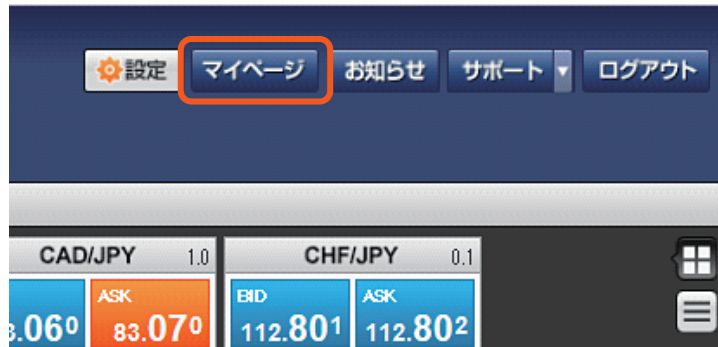 設定 マイページ お知らせ サポート ▼ ログアウト
CAD/JPY 1.0 CHF/JPY 0.1
ASK BID ASK
.060 83.070 112.801 112.802